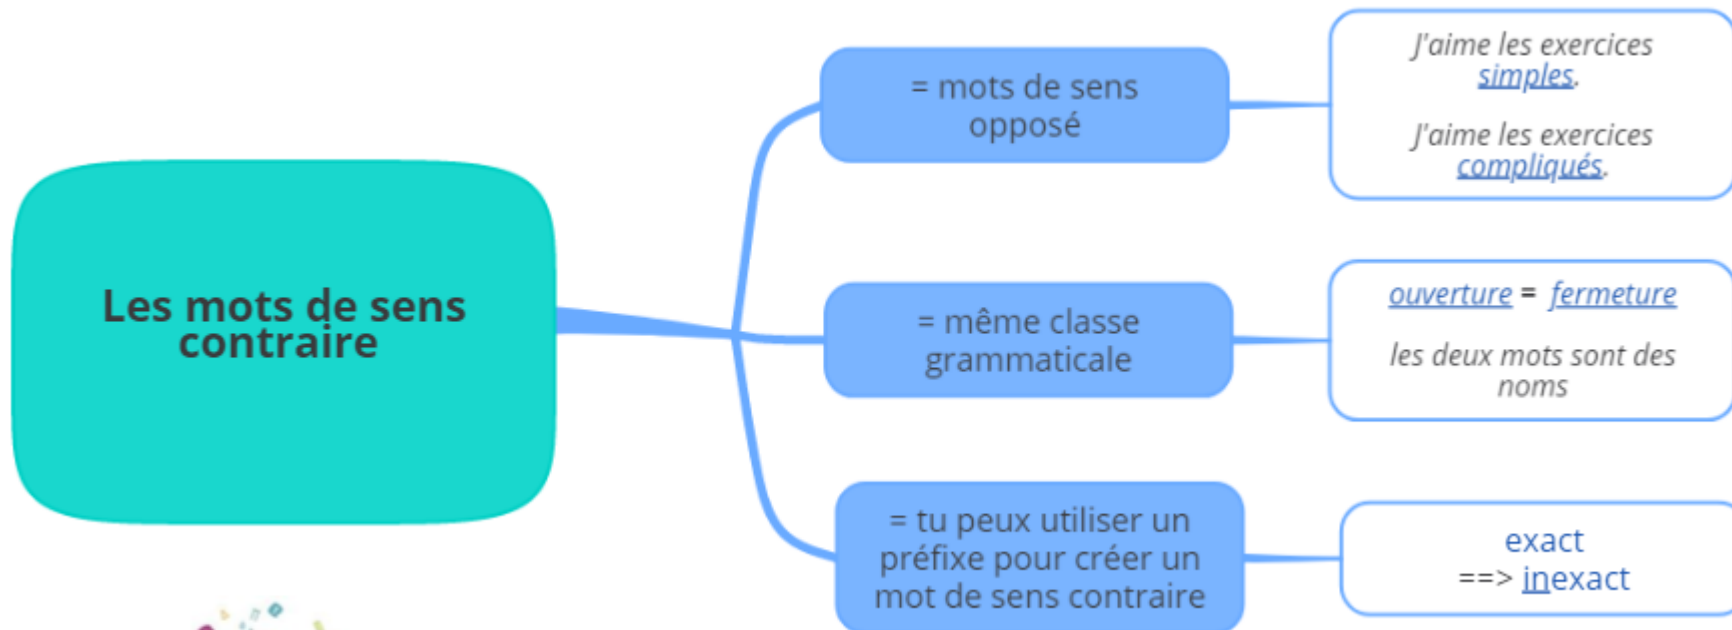 Les mots de sens
contraire
= mots de sens
opposé
J'aime les exercices
simples.
J'aime les exercices
compliqués.
= même classe
grammaticale
ouverture = fermeture
les deux mots sont des
noms
= tu peux utiliser un
préfixe pour créer un
mot de sens contraire
exact
==> inexact